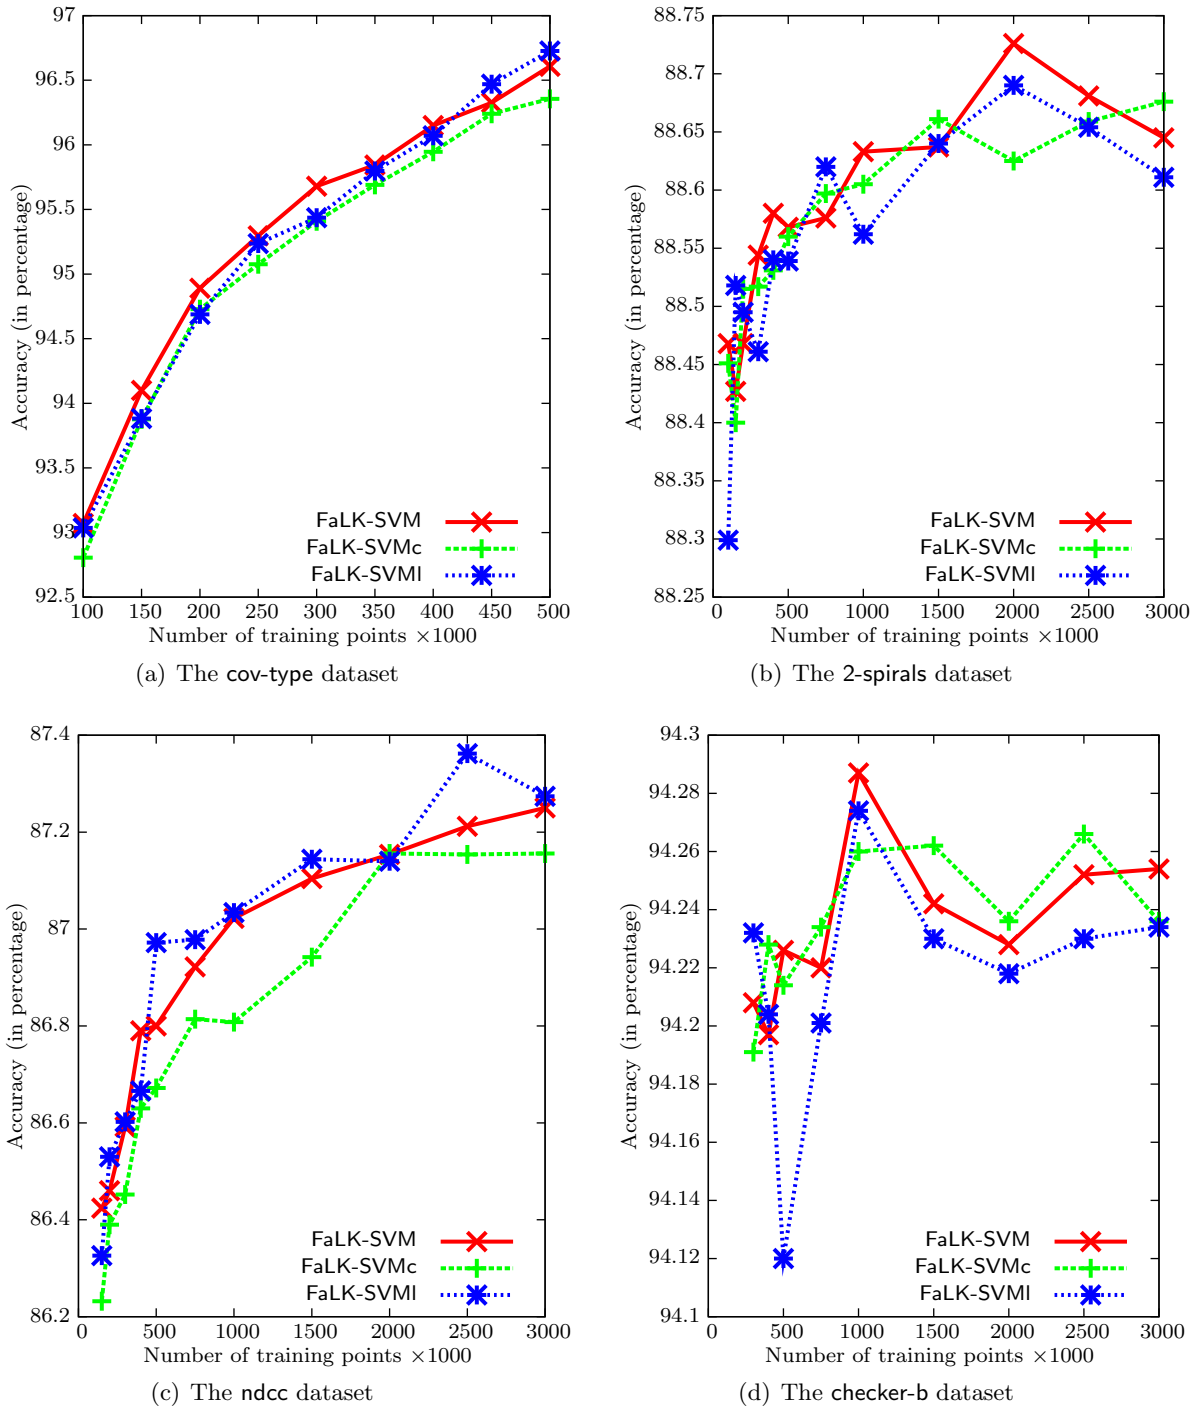 97
96.5
96
95.5
95
94.5
94
93.5
93
92.5
Accuracy (in percentage)
FaLK-SVM
FaLK-SVMc
FaLK-SVMl
100 150 200 250 300 350 400 450 500
Number of training points ×1000
(a) The cov-type dataset
88.75
88.7
88.65
88.6
88.55
88.5
88.45
88.4
88.35
88.3
88.25
Accuracy (in percentage)
FaLK-SVM
FaLK-SVMc
FaLK-SVMl
0 500 1000 1500 2000 2500 3000
Number of training points ×1000
(b) The 2-spirals dataset
87.4
87.2
87
86.8
86.6
86.4
86.2
Accuracy (in percentage)
FaLK-SVM
FaLK-SVMc
FaLK-SVMl
0 500 1000 1500 2000 2500 3000
Number of training points ×1000
(c) The ndcc dataset
94.3
94.28
94.26
94.24
94.22
94.2
94.18
94.16
94.14
94.12
94.1
Accuracy (in percentage)
FaLK-SVM
FaLK-SVMc
FaLK-SVMl
0 500 1000 1500 2000 2500 3000
Number of training points ×1000
(d) The checker-b dataset